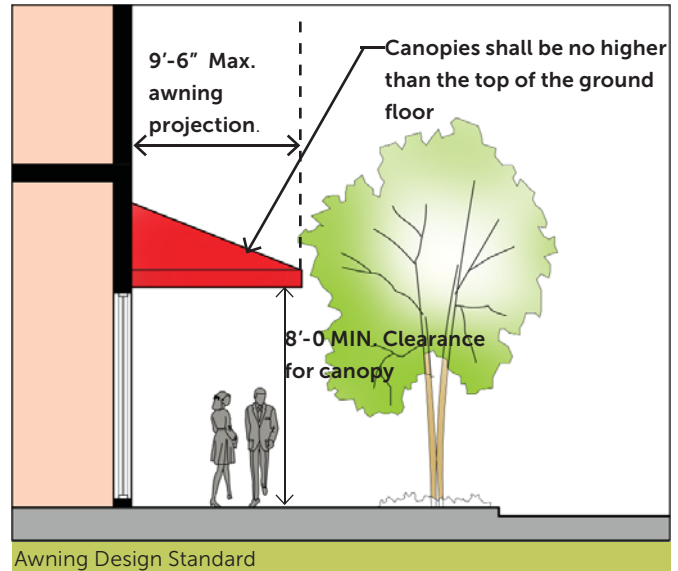 9’-6” Max.
awning
projection.
Canopies shall be no higher
than the top of the ground
floor
8’-0 MIN. Clearance
for canopy
Awning Design Standard